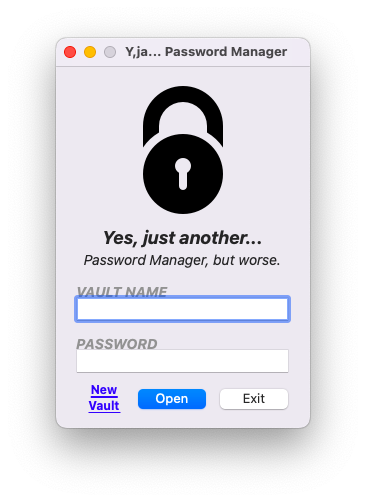 Y,ja... Password Manager
Yes, just another...
Password Manager, but worse.
VAULT NAME
PASSWORD
New
Vault
Open
Exit